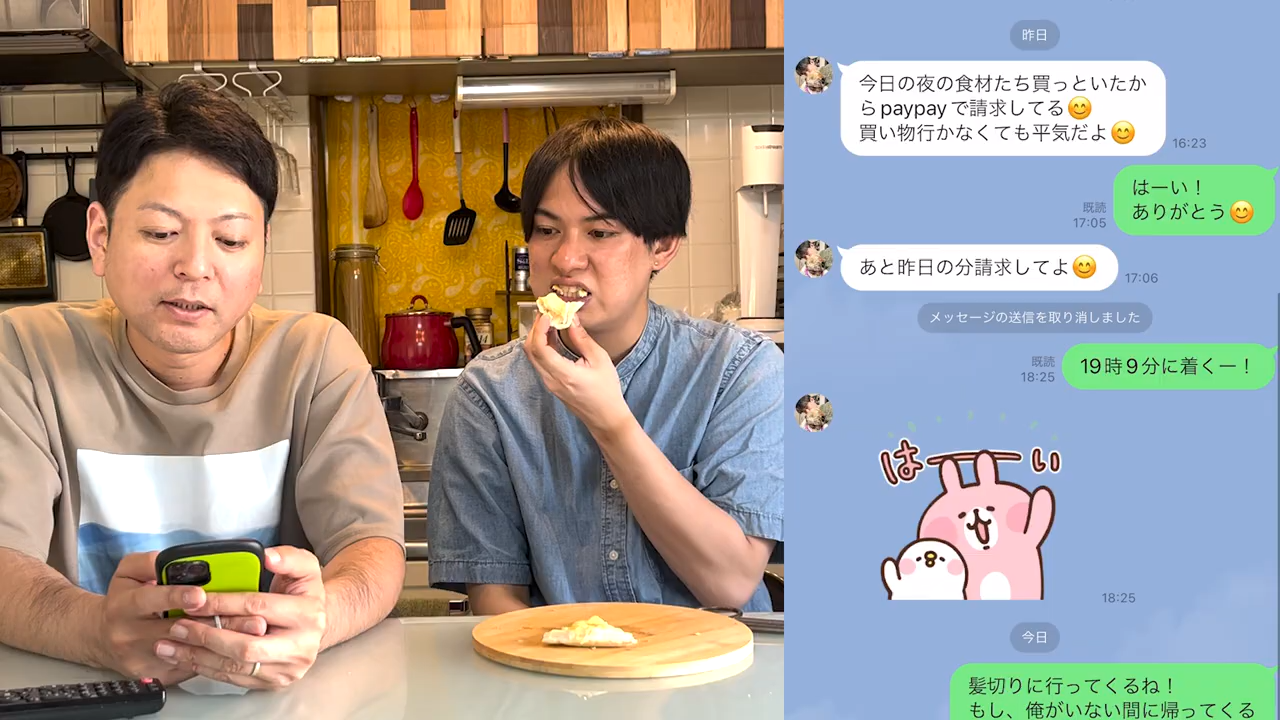 昨日
今日の夜の食材たち買っといたか
らpaypayで請求してる😊
買い物行かなくても平気だよ😊
16:23
はーい！
ありがとう😊
既読
17:05
あと昨日の分請求してよ😊
17:06
メッセージの送信を取り消しました
19時9分に着くー！
既読
18:25
はーい
18:25
今日
髪切りに行ってくるね！
もし、俺がいない間に帰ってくる